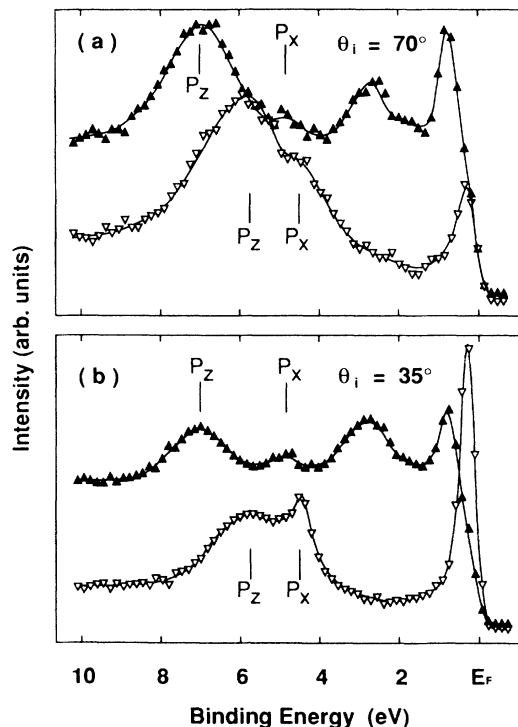 (a)
Pz
Px
θi = 70°
Pz
Px
(b)
Pz
Px
θi = 35°
Pz
Px
Intensity (arb. units)
10 8 6 4 2 EF
Binding Energy (eV)